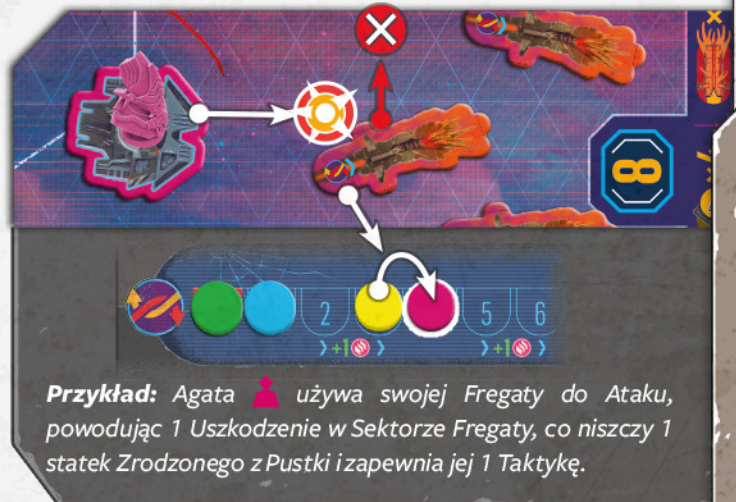 8
2 5 6
+1 +1
Przykład: Agata używa swojej Fregaty do Ataku,
powodując 1 Uszkodzenie w Sektorze Fregaty, co niszczy 1
statek Zrodzonego z Pustki i zapewnia jej 1 Taktykę.